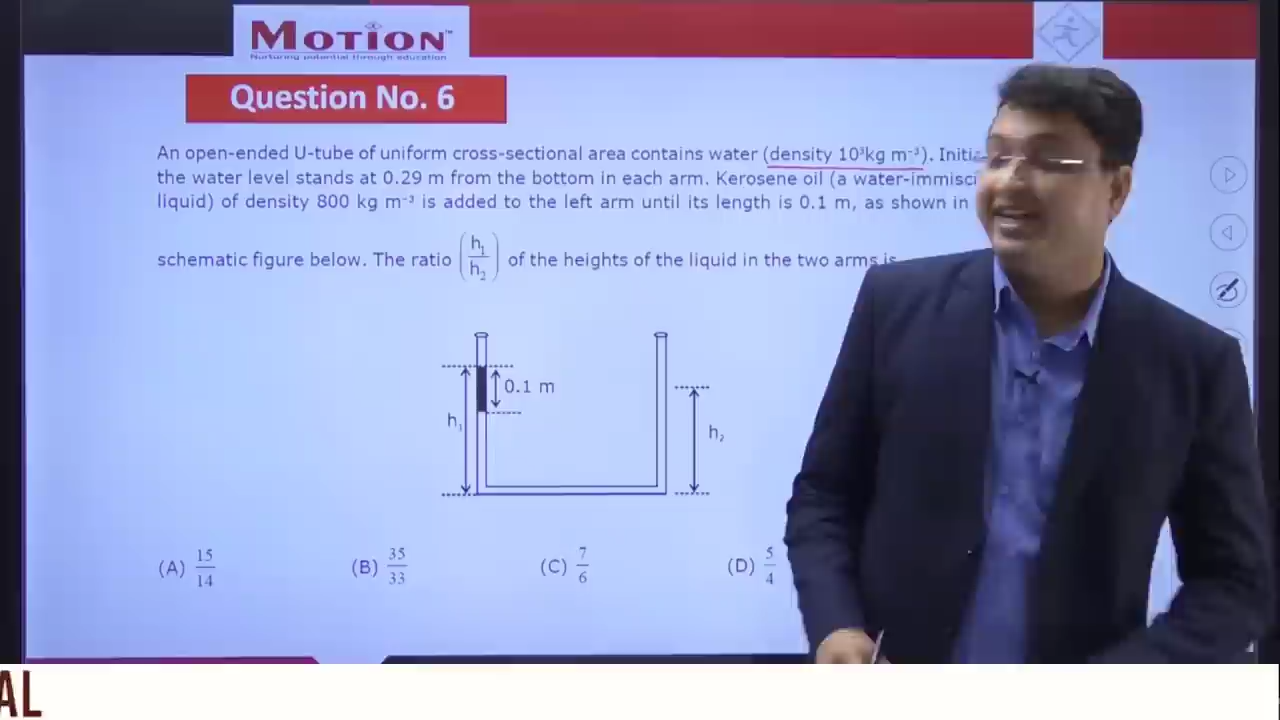 MOTION™
Nurturing potential through education
Question No. 6
An open-ended U-tube of uniform cross-sectional area contains water (density 10³kg m⁻³).
the water level stands at 0.29 m from the bottom in each arm. Kerosene oil (a
liquid) of density 800 kg m⁻³ is added to the left arm until its length is 0.1 m, as shown in
schematic figure below. The ratio (h₁/h₂) of the heights of the liquid in the two arms is
0.1 m
h₁
h₂
(A) 15/14 (B) 35/33 (C) 7/6 (D) 5/4
AL